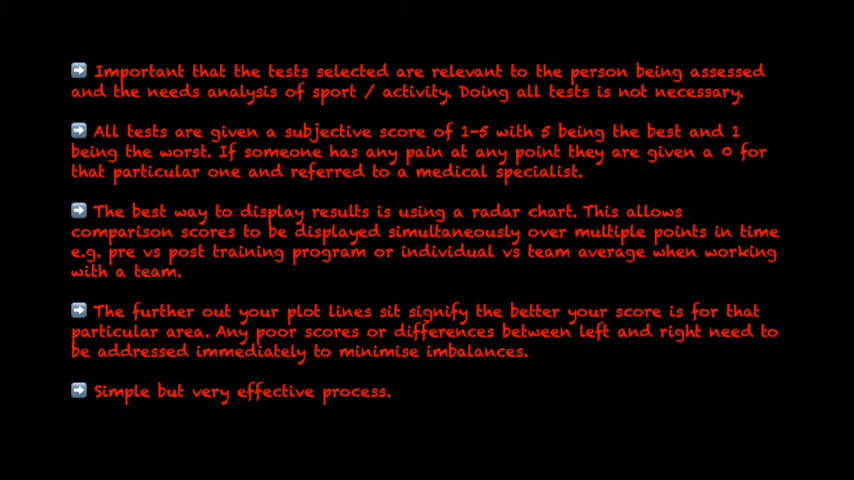 ➡️ Important that the tests selected are relevant to the person being assessed
and the needs analysis of sport / activity. Doing all tests is not necessary.
➡️ All tests are given a subjective score of 1-5 with 5 being the best and 1
being the worst. If someone has any pain at any point they are given a 0 for
that particular one and referred to a medical specialist.
➡️ The best way to display results is using a radar chart. This allows
comparison scores to be displayed simultaneously over multiple points in time
e.g. pre vs post training program or individual vs team average when working
with a team.
➡️ The further out your plot lines sit signify the better your score is for that
particular area. Any poor scores or differences between left and right need to
be addressed immediately to minimise imbalances.
➡️ Simple but very effective process.